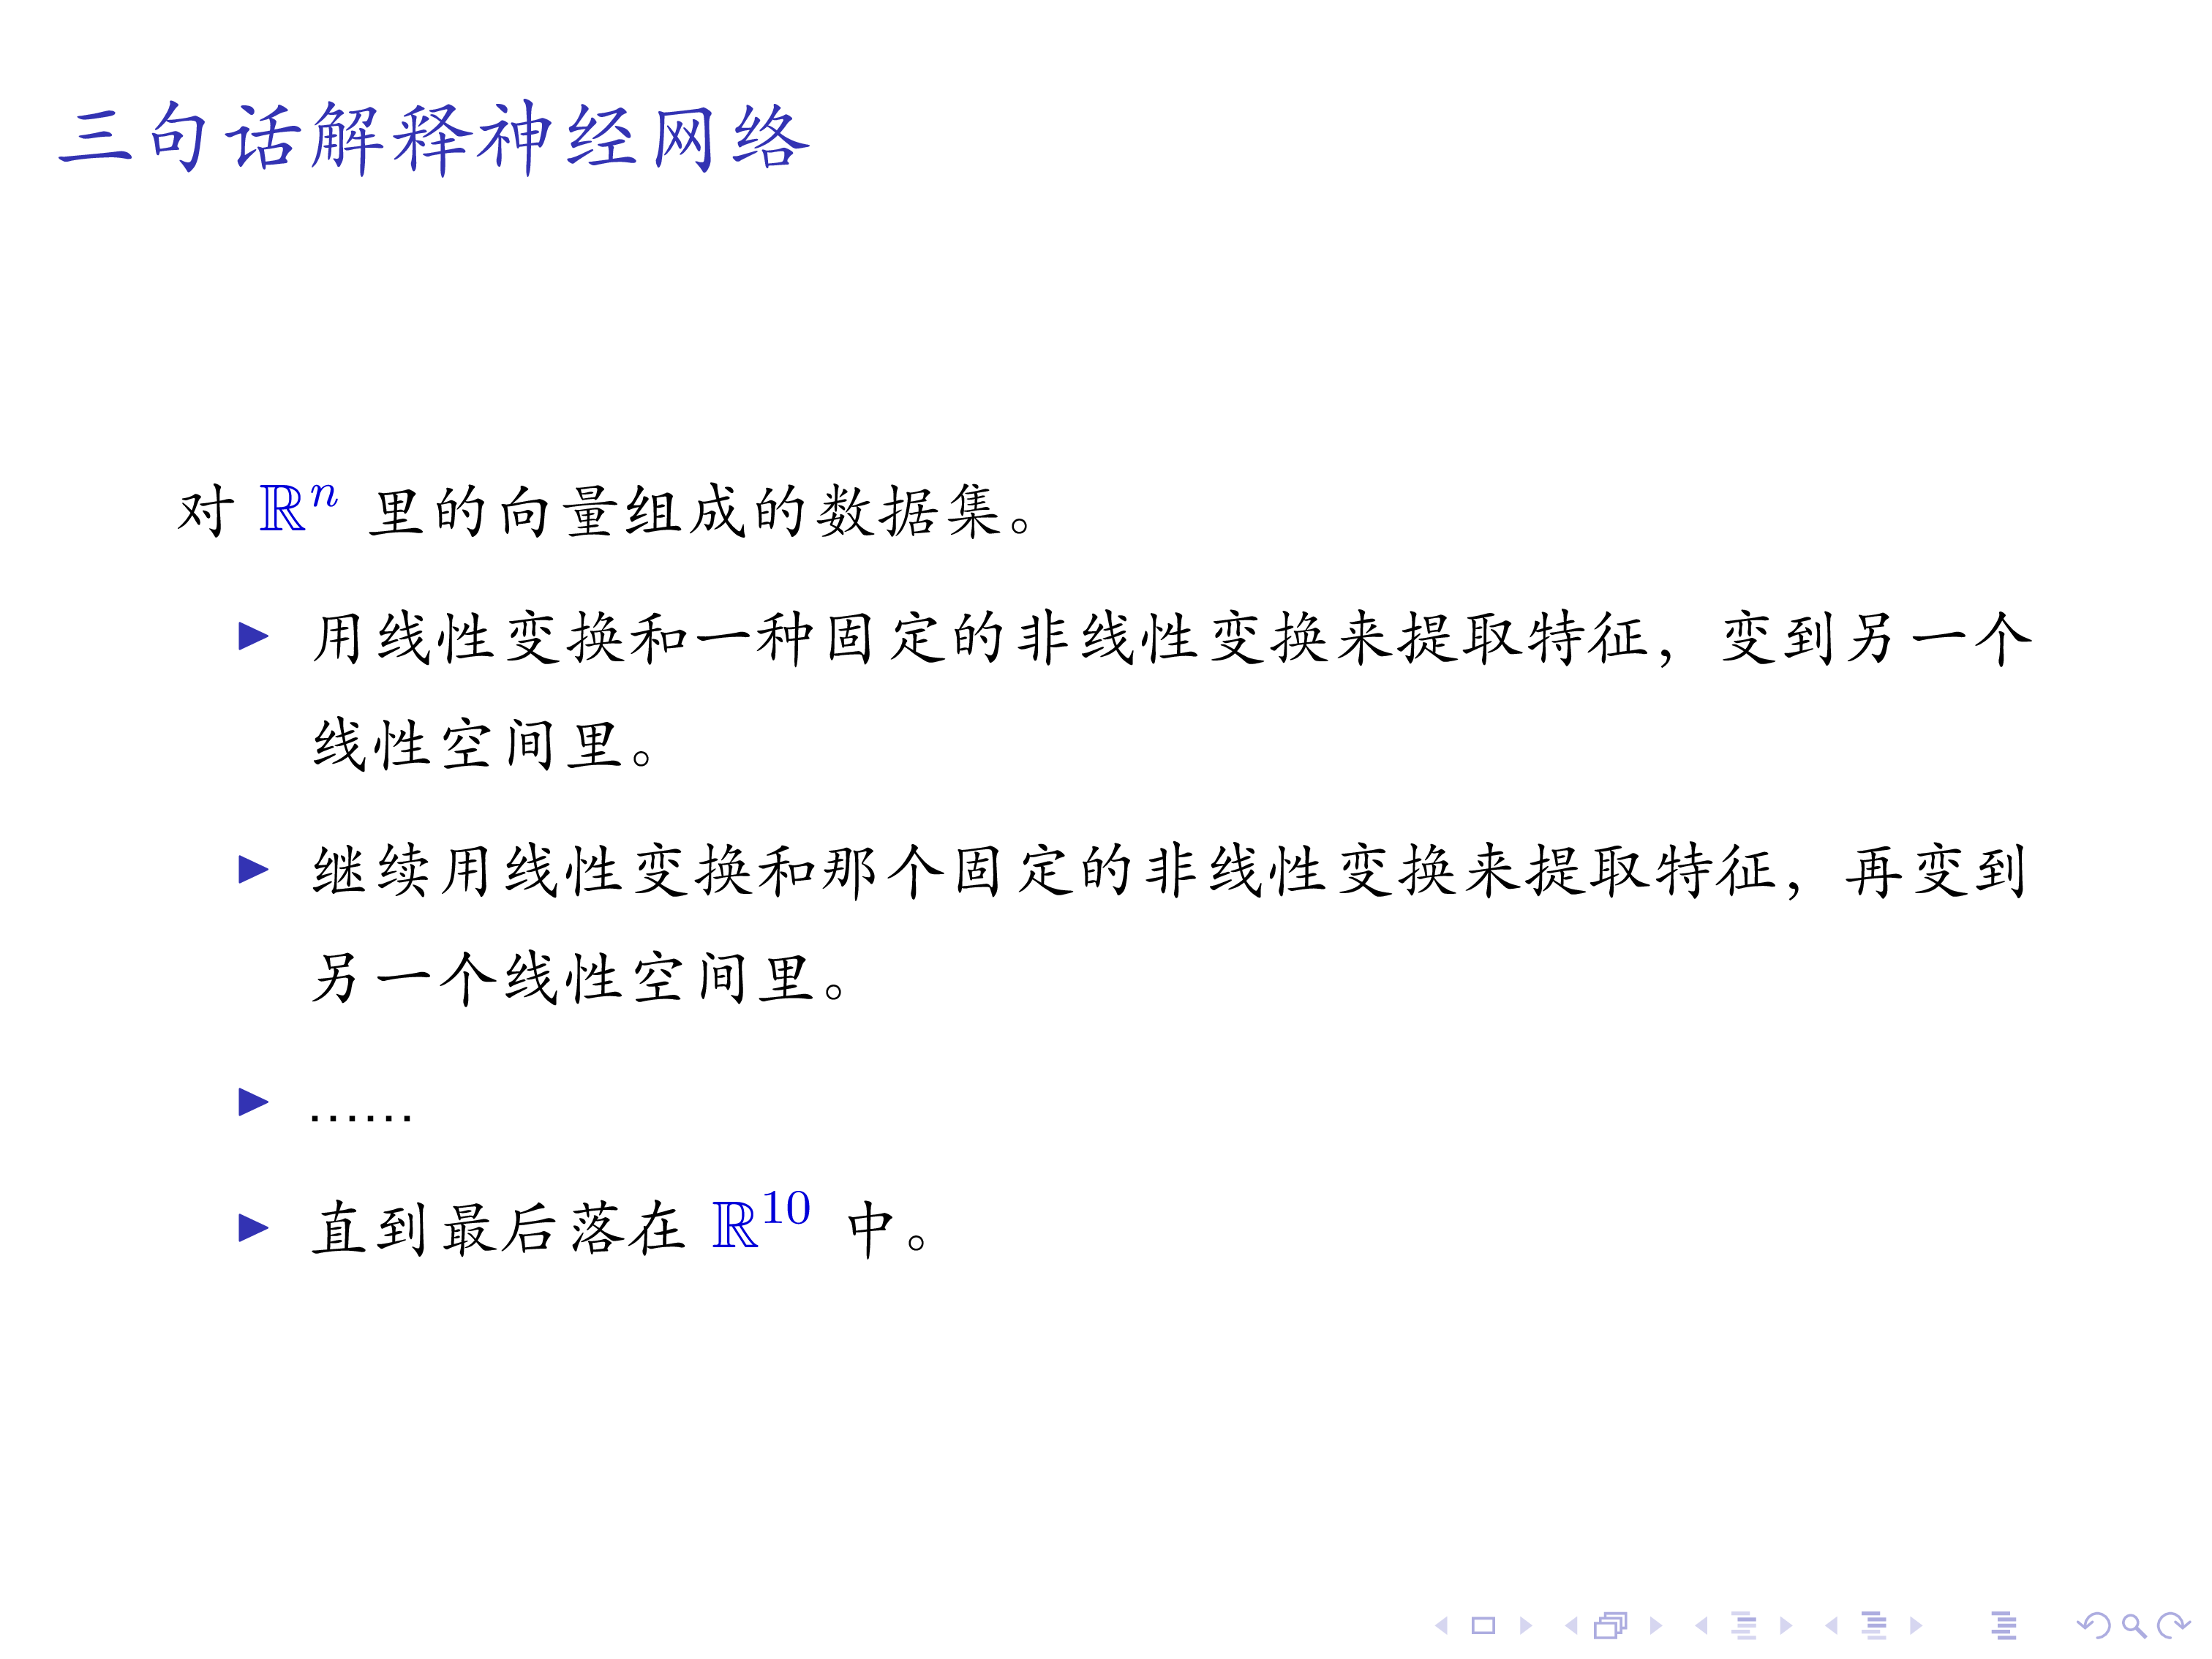 三句话解释神经网络
对 ℝⁿ 里的向量组成的数据集。
▶ 用线性变换和一种固定的非线性变换来提取特征，变到另一个
线性空间里。
▶ 继续用线性变换和那个固定的非线性变换来提取特征，再变到
另一个线性空间里。
▶ ……
▶ 直到最后落在 ℝ¹⁰ 中。